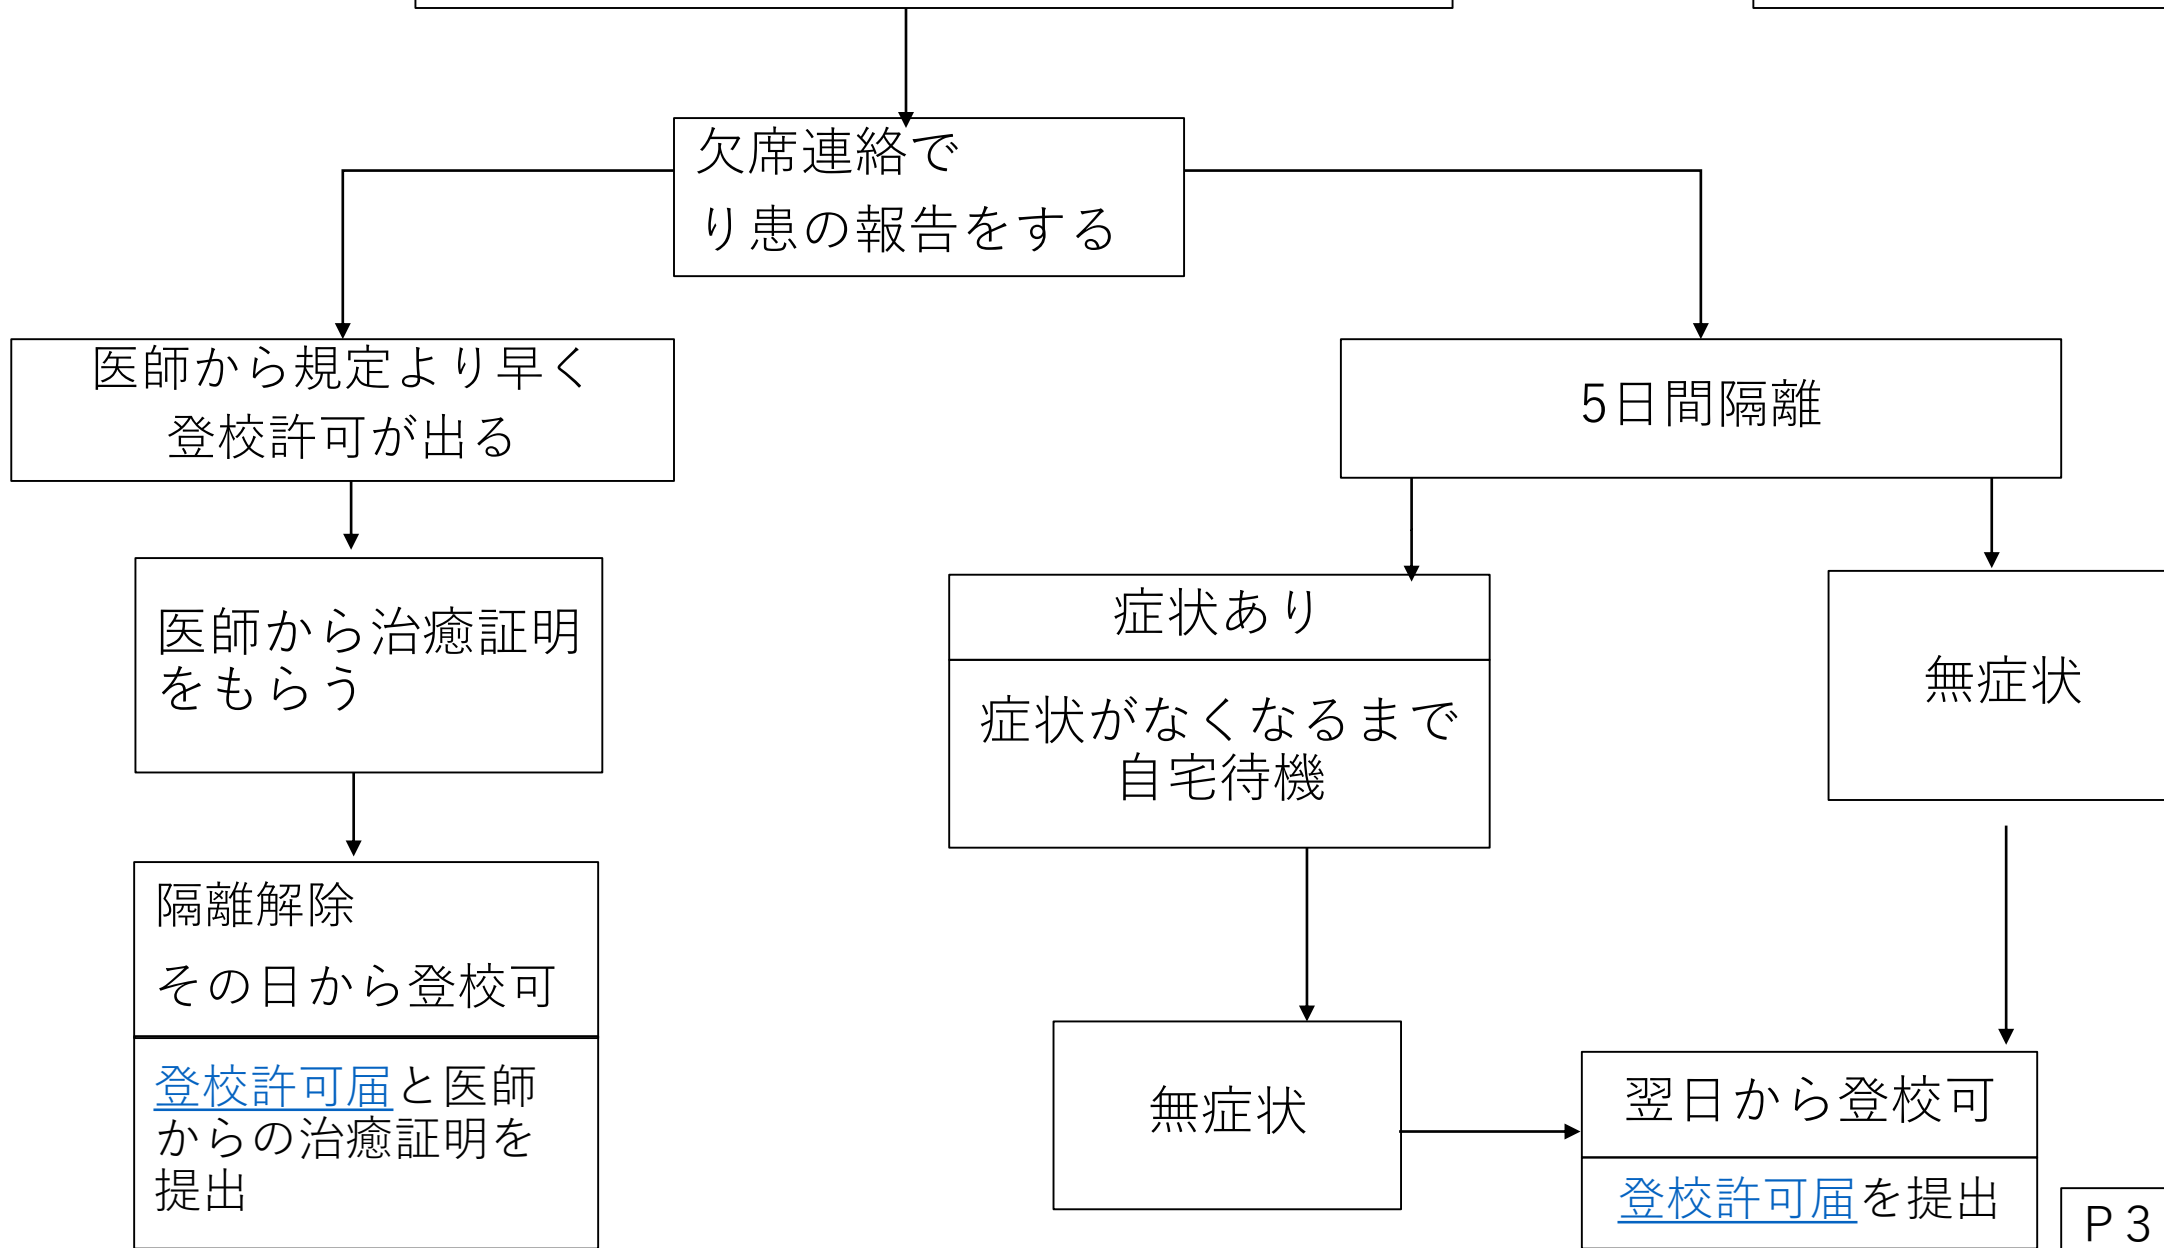 欠席連絡で
り患の報告をする
医師から規定より早く
登校許可が出る
5日間隔離
医師から治癒証明
をもらう
症状あり
症状がなくなるまで
自宅待機
無症状
隔離解除
その日から登校可
登校許可届と医師
からの治癒証明を
提出
無症状
翌日から登校可
登校許可届を提出
P3